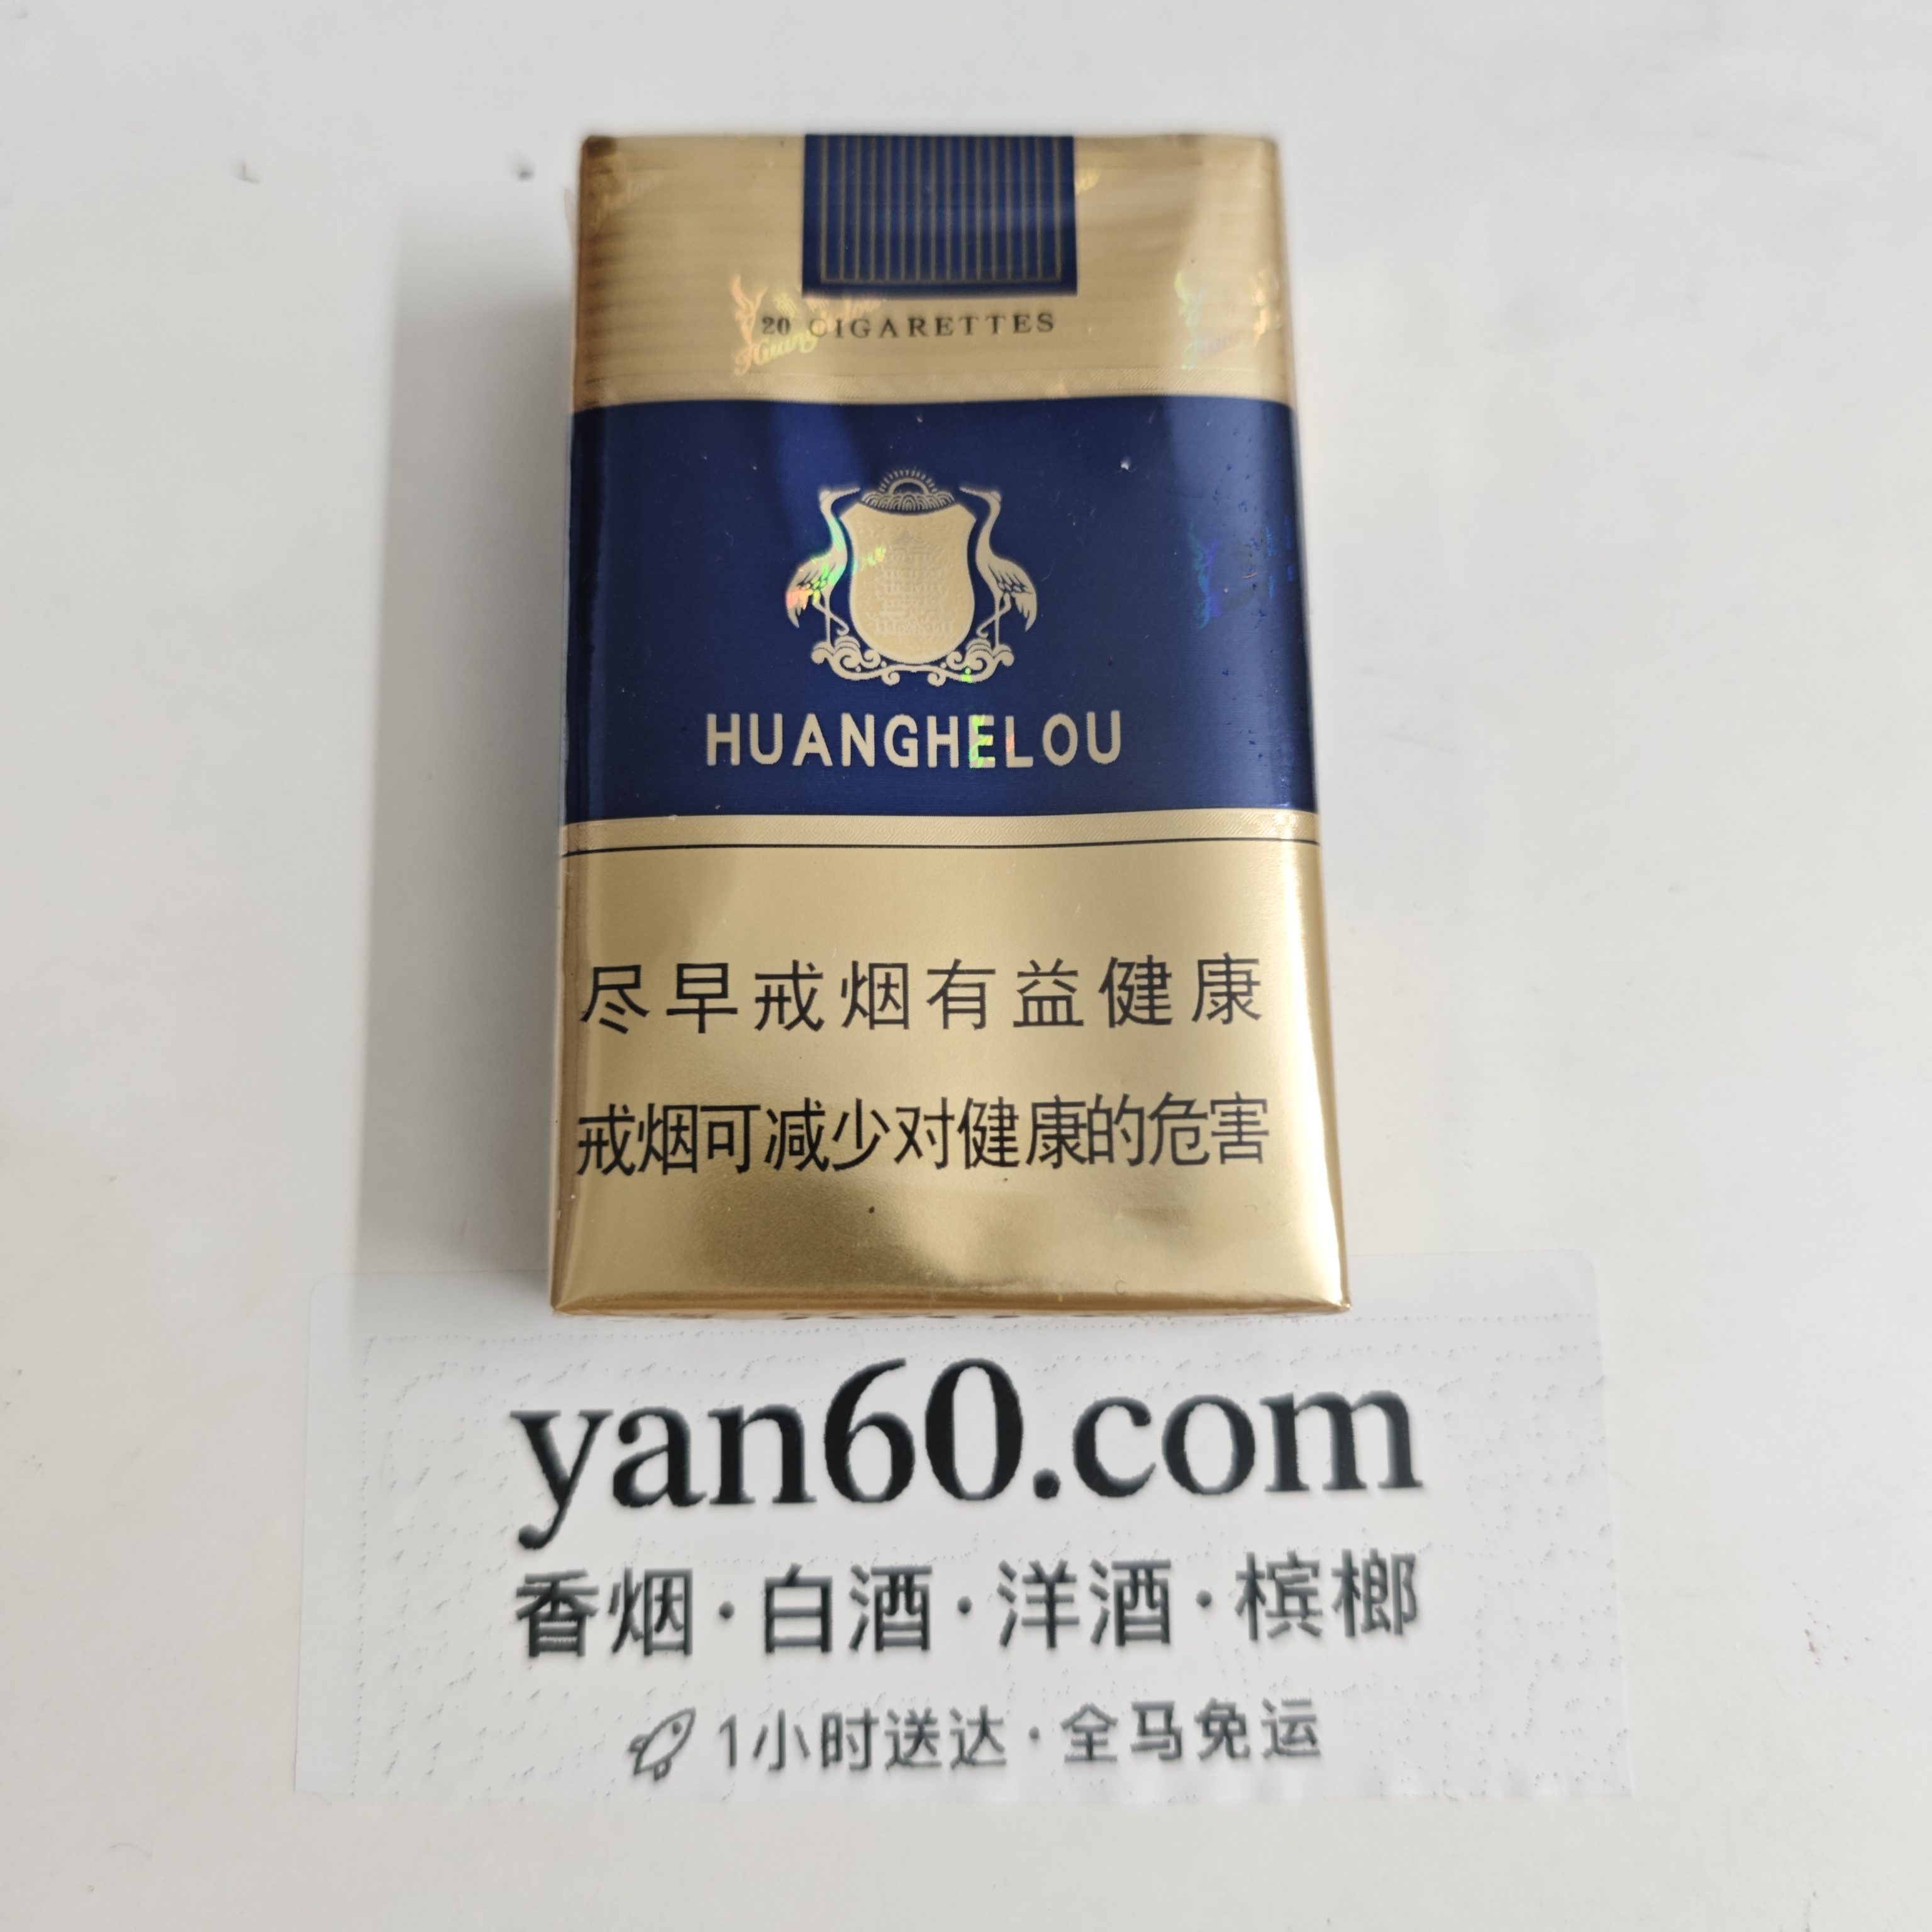 20 CIGARETTES
HUANGHELOU
尽早戒烟有益健康
戒烟可减少对健康的危害
yan60.com
香烟·白酒·洋酒·槟榔
1小时送达·全马免运